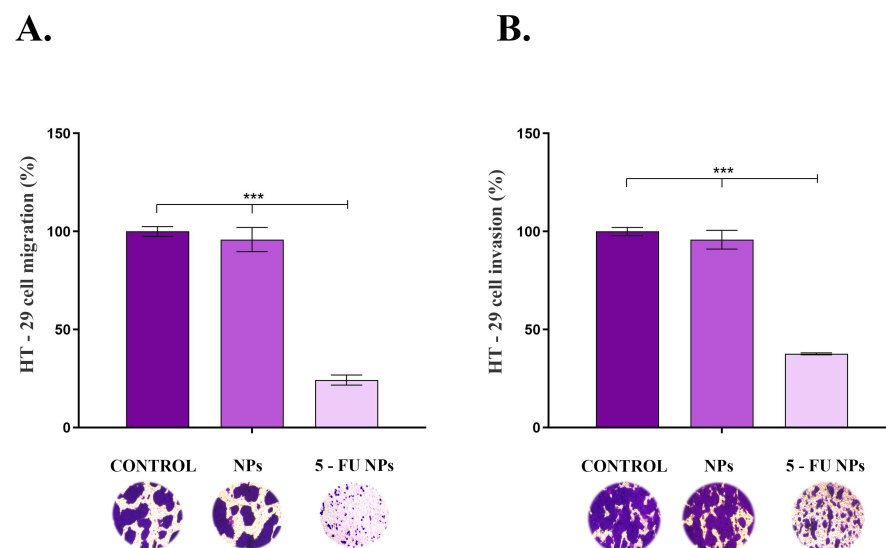 A.
HT - 29 cell migration (%)
150
100
50
0
***
CONTROL NPs 5 - FU NPs
B.
HT - 29 cell invasion (%)
150
100
50
0
***
CONTROL NPs 5 - FU NPs